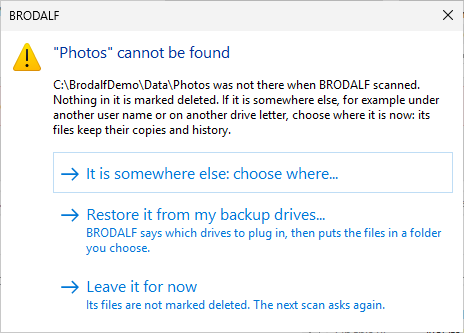 BRODALF
"Photos" cannot be found
C:\BrodalfDemo\Data\Photos was not there when BRODALF scanned.
Nothing in it is marked deleted. If it is somewhere else, for example under
another user name or on another drive letter, choose where it is now: its
files keep their copies and history.
It is somewhere else: choose where...
Restore it from my backup drives...
BRODALF says which drives to plug in, then puts the files in a folder
you choose.
Leave it for now
Its files are not marked deleted. The next scan asks again.